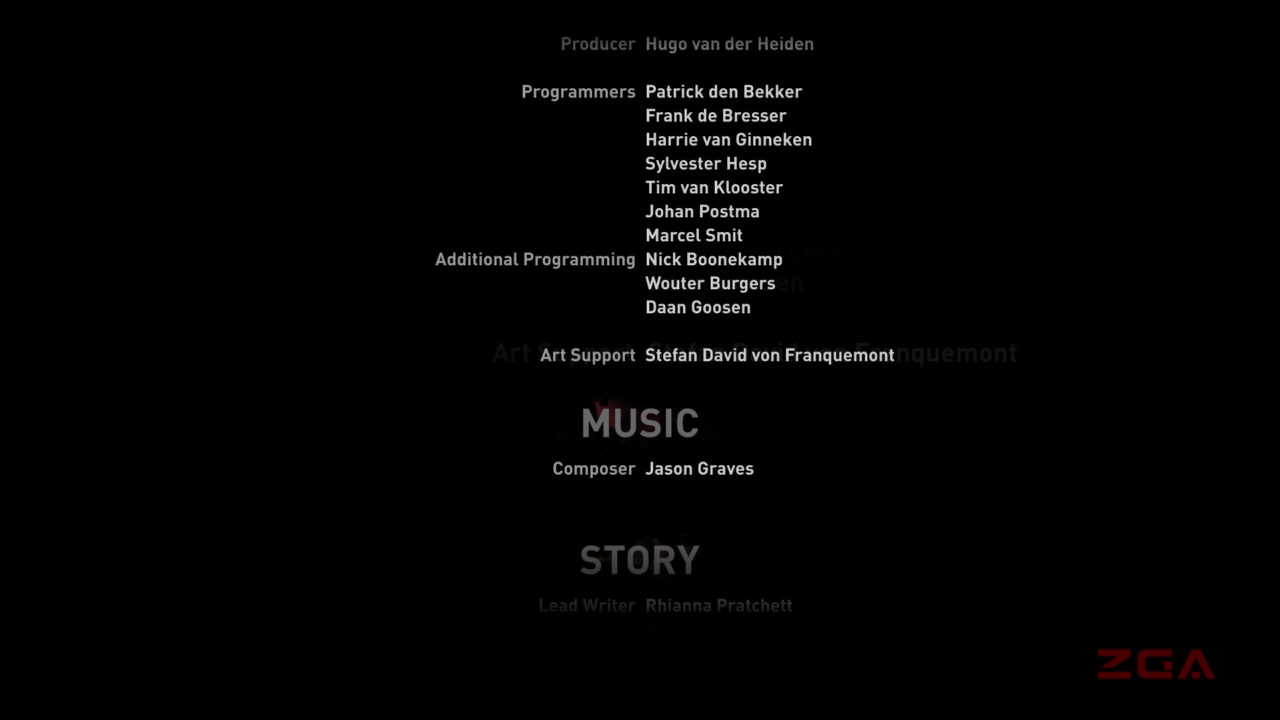 Producer Hugo van der Heiden
Programmers Patrick den Bekker
Frank de Bresser
Harrie van Ginneken
Sylvester Hesp
Tim van Klooster
Johan Postma
Marcel Smit
Additional Programming Nick Boonekamp
Wouter Burgers
Daan Goosen
Art Support Stefan David von Franquemont
MUSIC
Composer Jason Graves
STORY
Lead Writer Rhianna Pratchett
ZGA